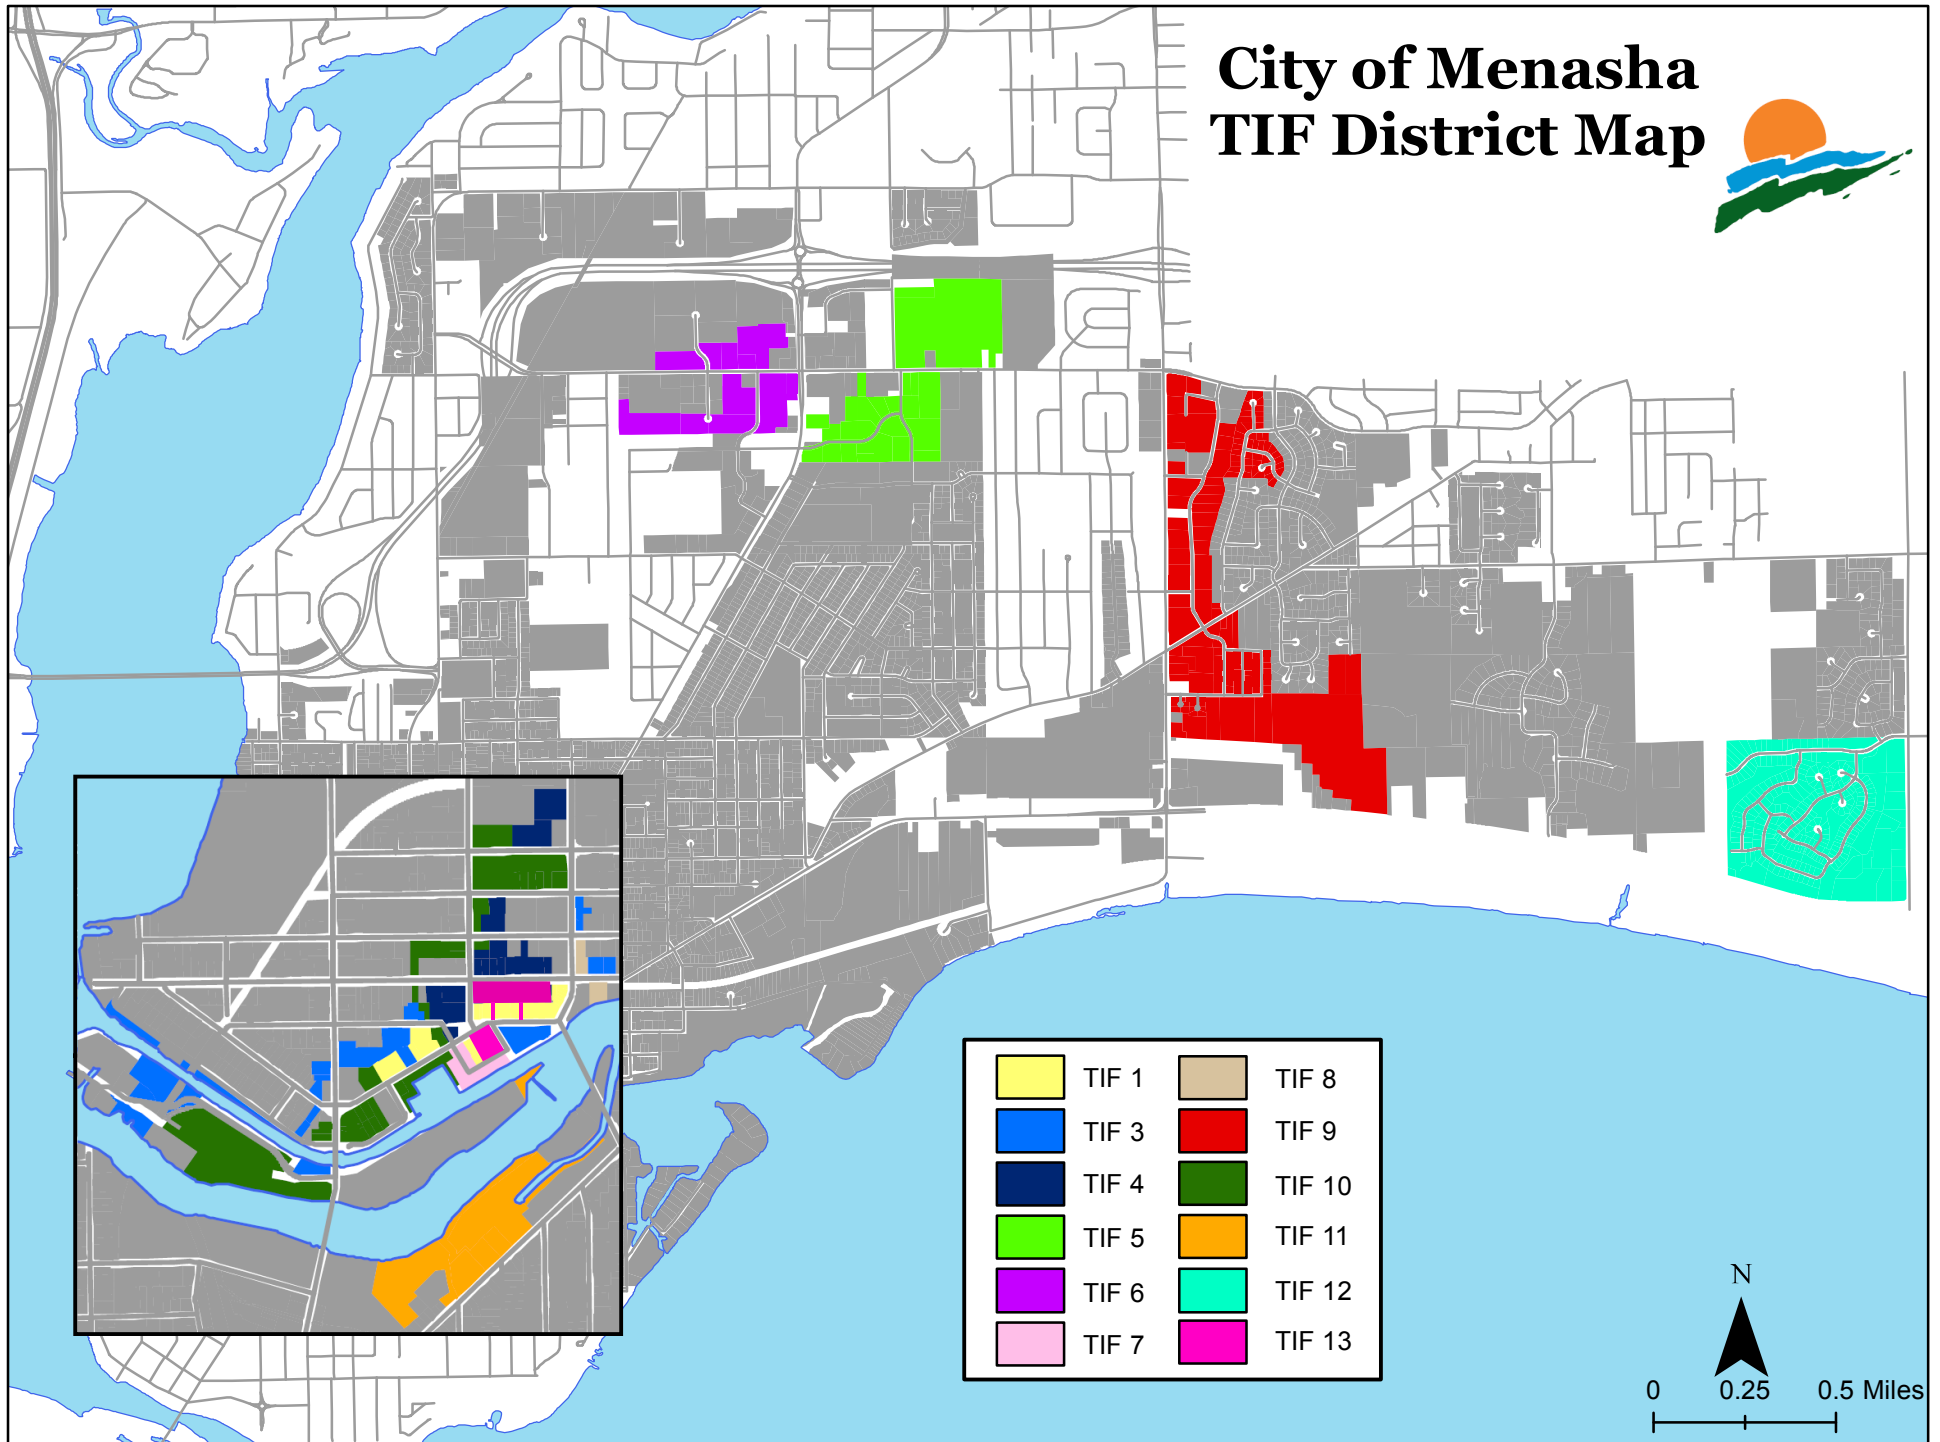 City of Menasha
TIF District Map
TIF 1
TIF 3
TIF 4
TIF 5
TIF 6
TIF 7
TIF 8
TIF 9
TIF 10
TIF 11
TIF 12
TIF 13
N
0 0.25 0.5 Miles